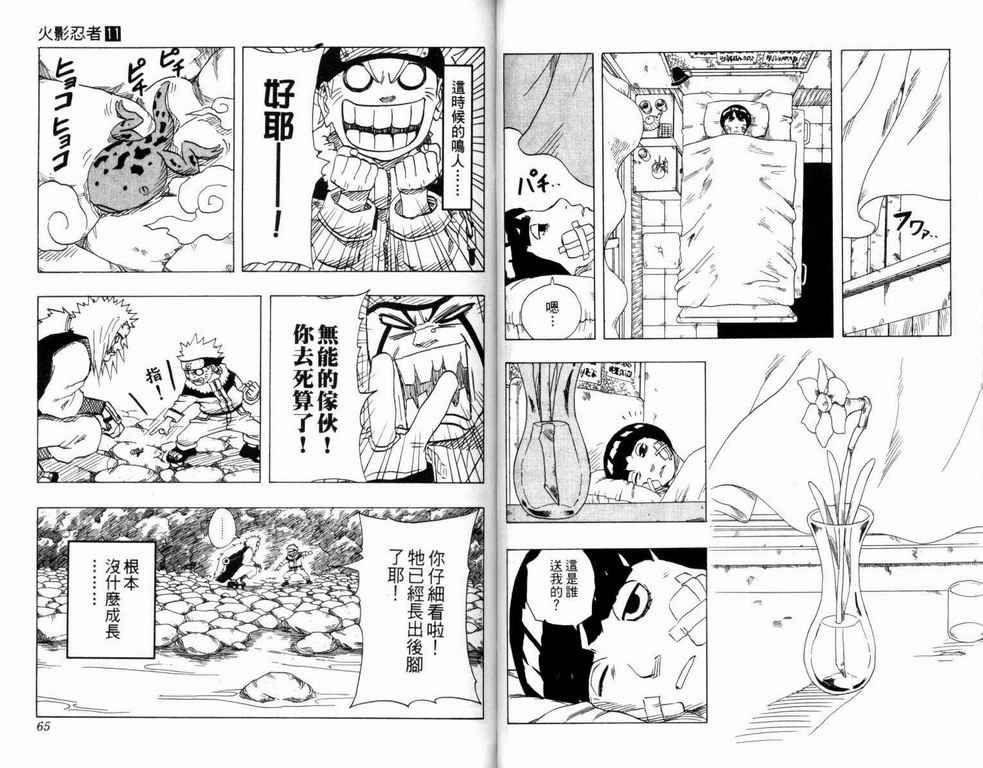 フワァ‥
パチ‥
嗯
…
這是誰
送我的？
火影忍者11
這時候的鳴人……
好耶——！
ピチ
ピチ
ヒョコヒョコ
無能的傢伙！
你去死算了！
指！
你仔細看啦！
牠已經長出後腳
了耶！
………
根本
沒什麼成長
………
65